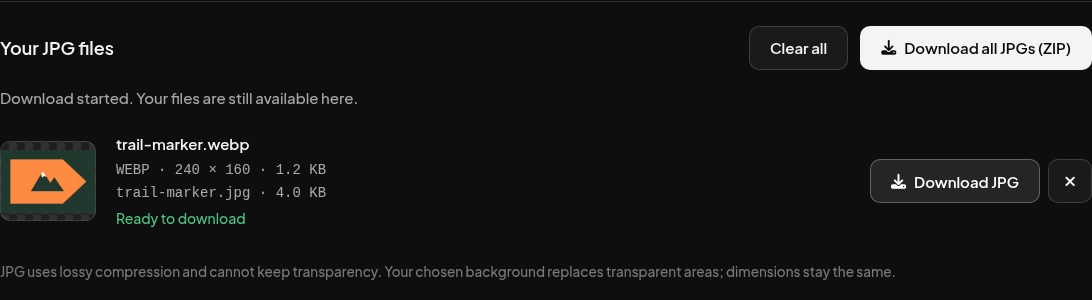 Your JPG files
Clear all
Download all JPGs (ZIP)
Download started. Your files are still available here.
trail-marker.webp
WEBP · 240 × 160 · 1.2 KB
trail-marker.jpg · 4.0 KB
Ready to download
Download JPG
JPG uses lossy compression and cannot keep transparency. Your chosen background replaces transparent areas; dimensions stay the same.